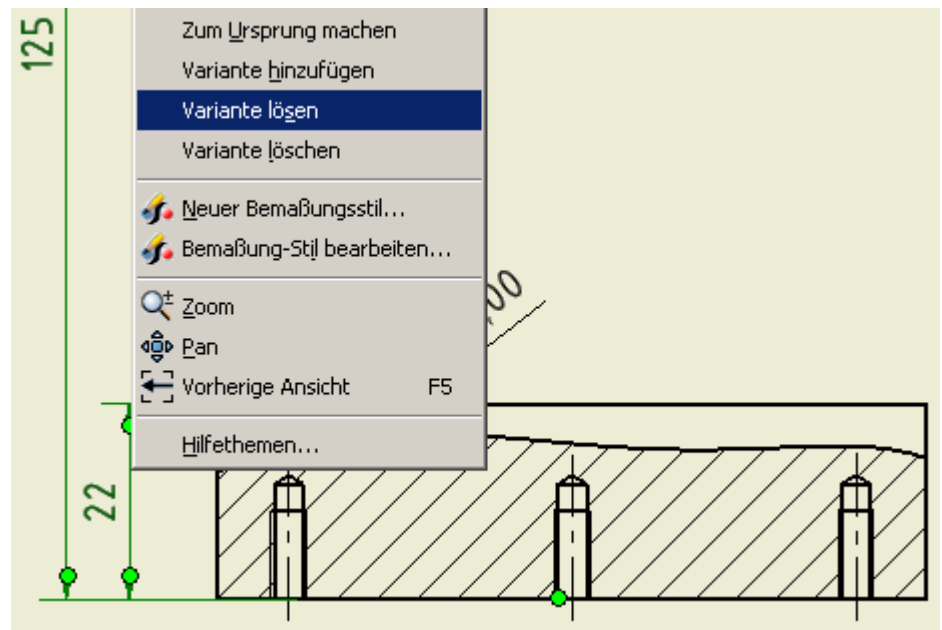 125
Zum Ursprung machen
Variante hinzufügen
Variante lösen
Variante löschen
Neuer Bemaßungsstil...
Bemaßung-Stil bearbeiten...
,00
Zoom
Pan
Vorherige Ansicht F5
Hilfethemen...
22